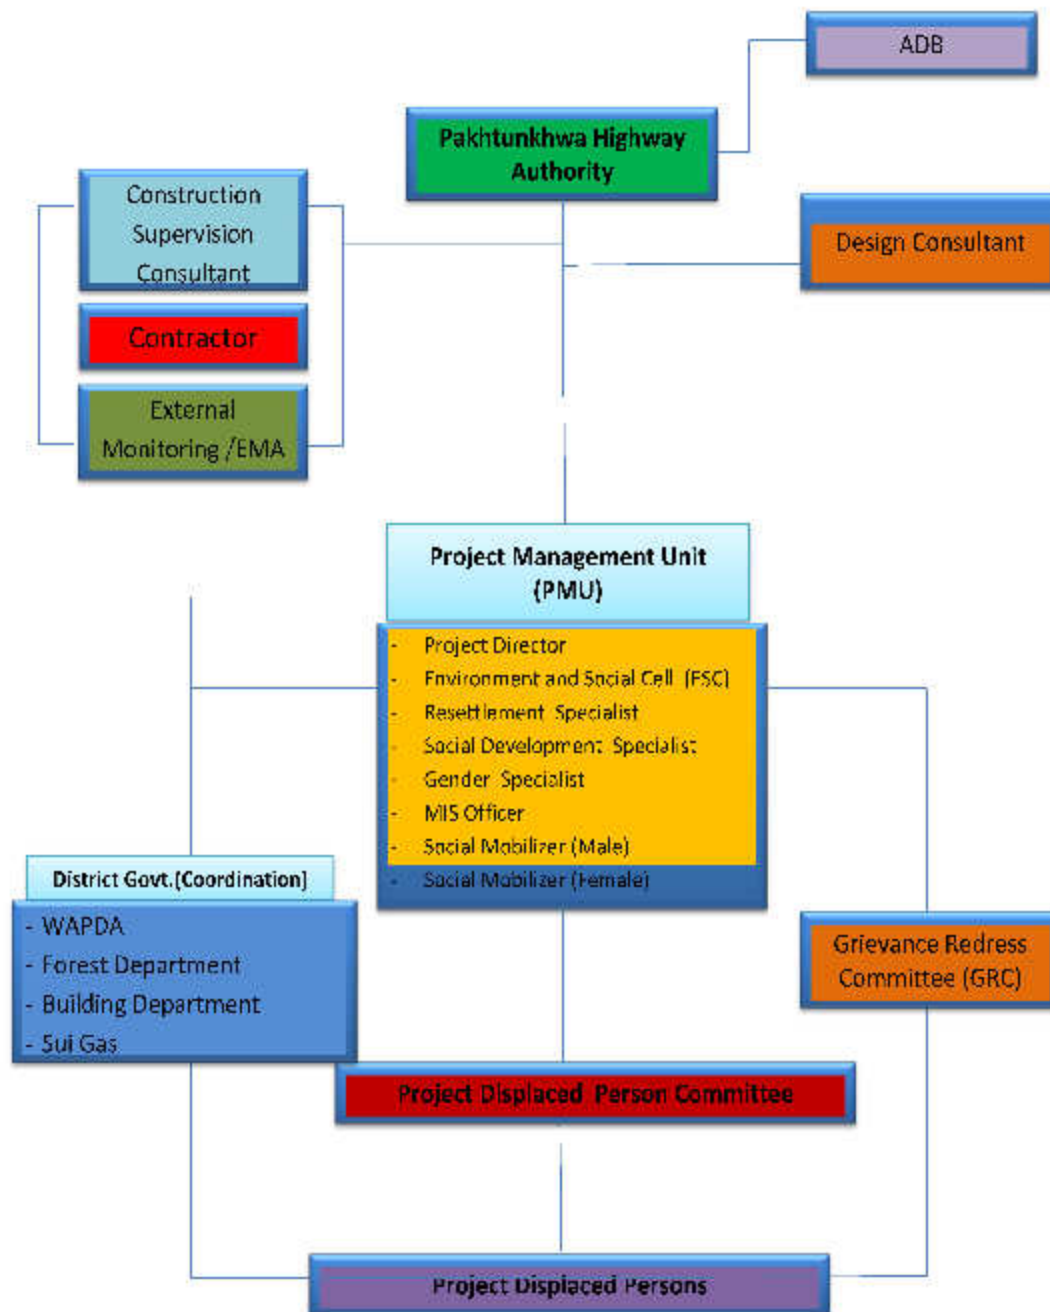 ADB
Pakhtunkhwa Highway
Authority
Construction
Supervision
Consultant
Design Consultant
Contractor
External
Monitoring /EMA
Project Management Unit
(PMU)
- Project Director
- Environment and Social Cell (ESC)
- Resettlement Specialist
- Social Development Specialist
- Gender Specialist
- MIS Officer
- Social Mobilizer (Male)
- Social Mobilizer (Female)
District Govt.(Coordination)
- WAPDA
- Forest Department
- Building Department
- Sui Gas
Grievance Redress
Committee (GRC)
Project Displaced Person Committee
Project Displaced Persons